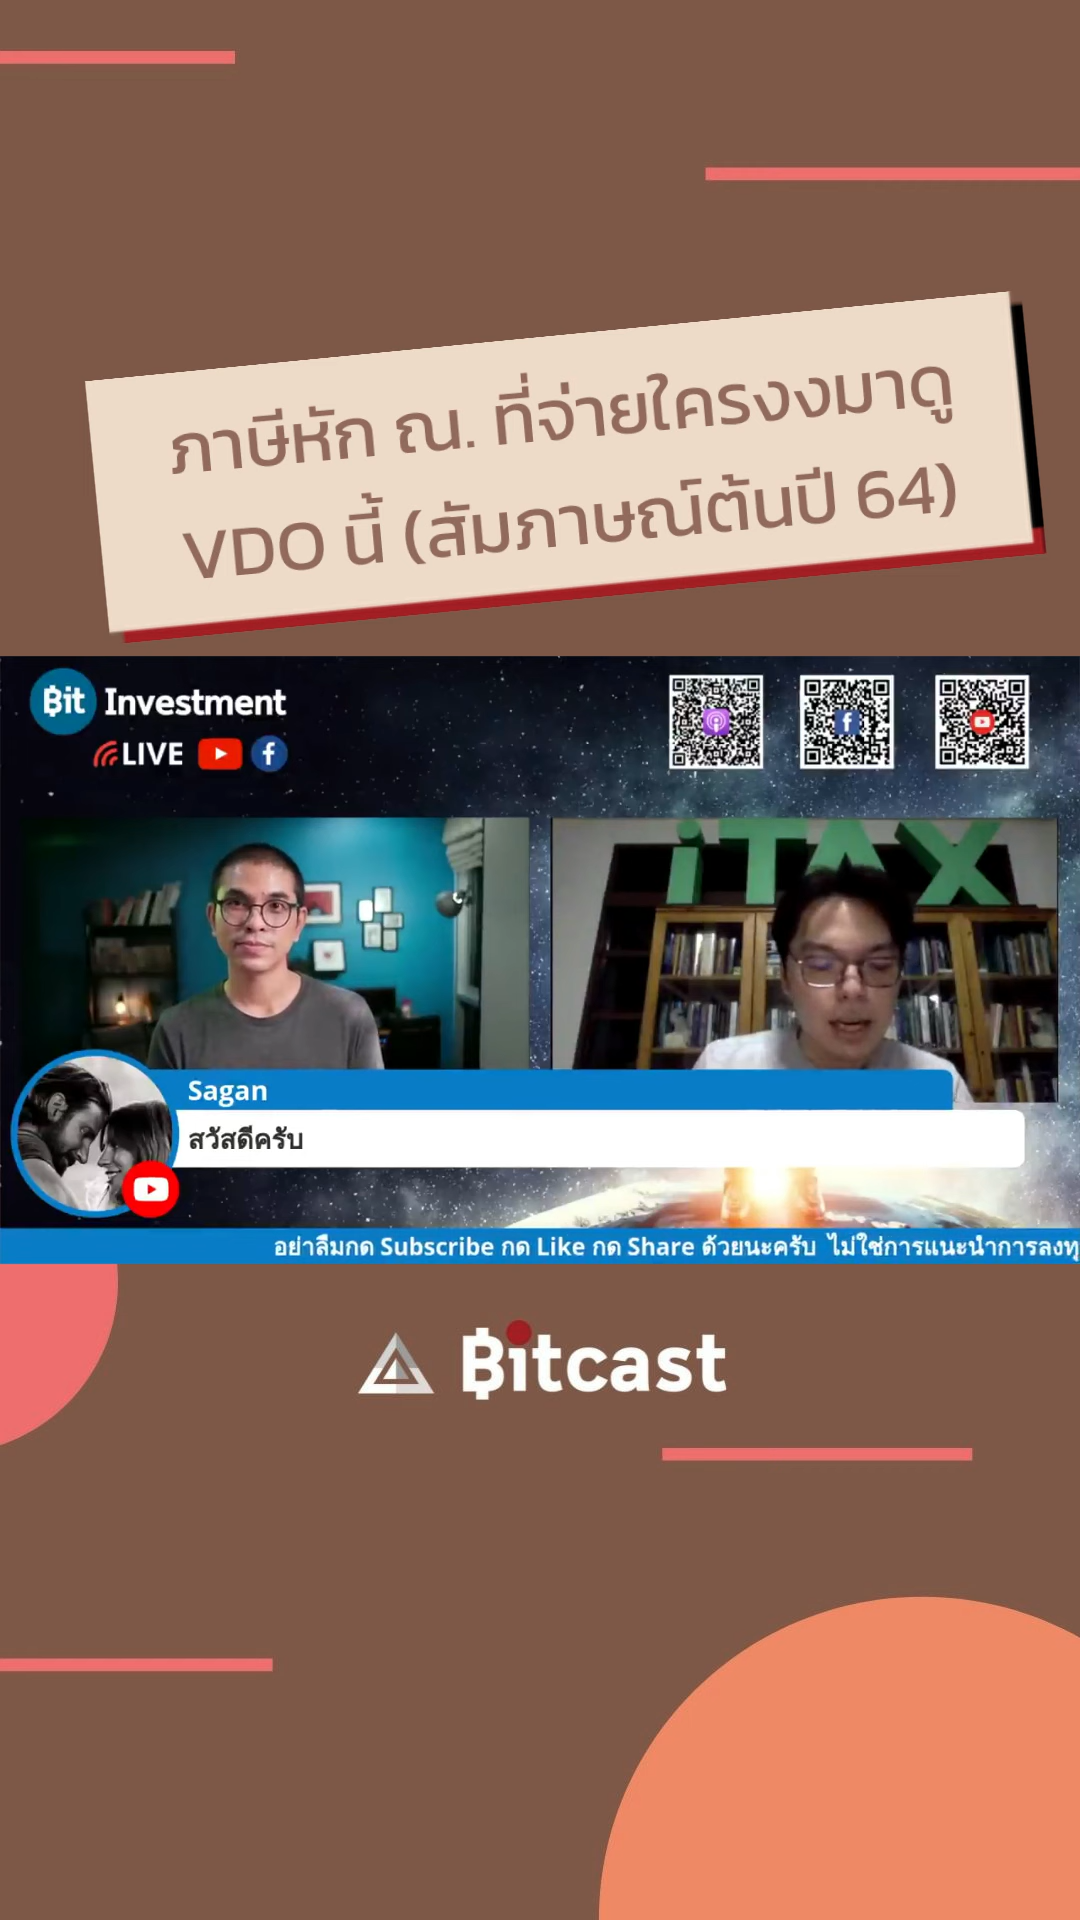 ภาษีหัก ณ. ที่จ่ายใครงงมาดู
VDO นี้ (สัมภาษณ์ต้นปี 64)
₿it Investment
LIVE
iTAX
Sagan
สวัสดีครับ
อย่าลืมกด Subscribe กด Like กด Share ด้วยนะครับ ไม่ใช่การแนะนำการลงทุ
₿itcast